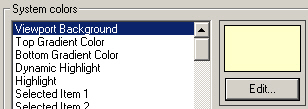 System colors
Viewport Background
Top Gradient Color
Bottom Gradient Color
Dynamic Highlight
Highlight
Selected Item 1
Selected Item 2
Edit...